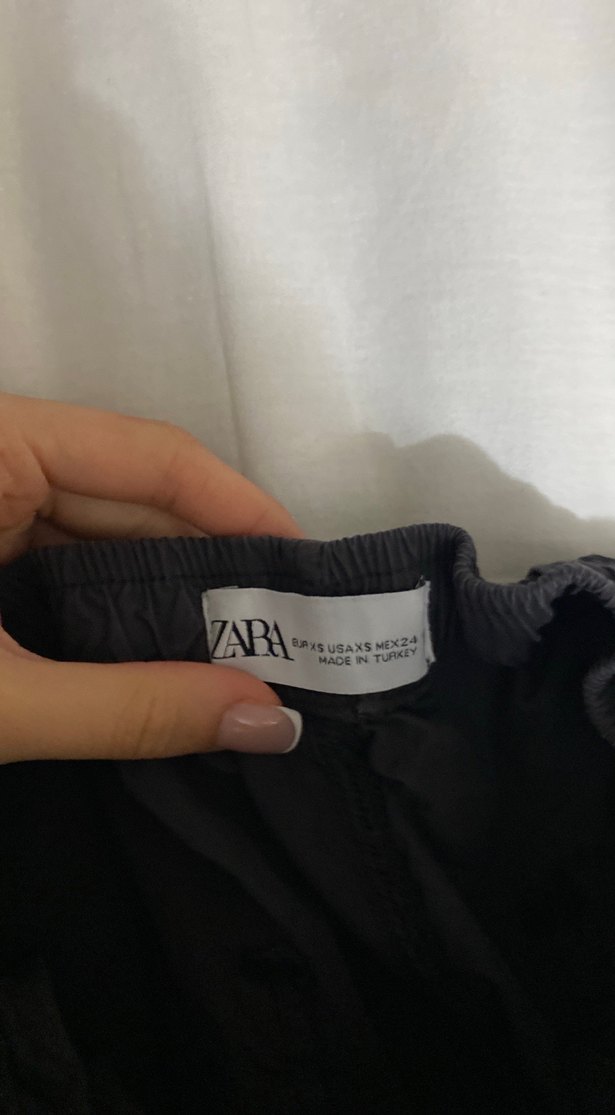 ZARA
EUR XS USA XS MEX 24
MADE IN TURKEY